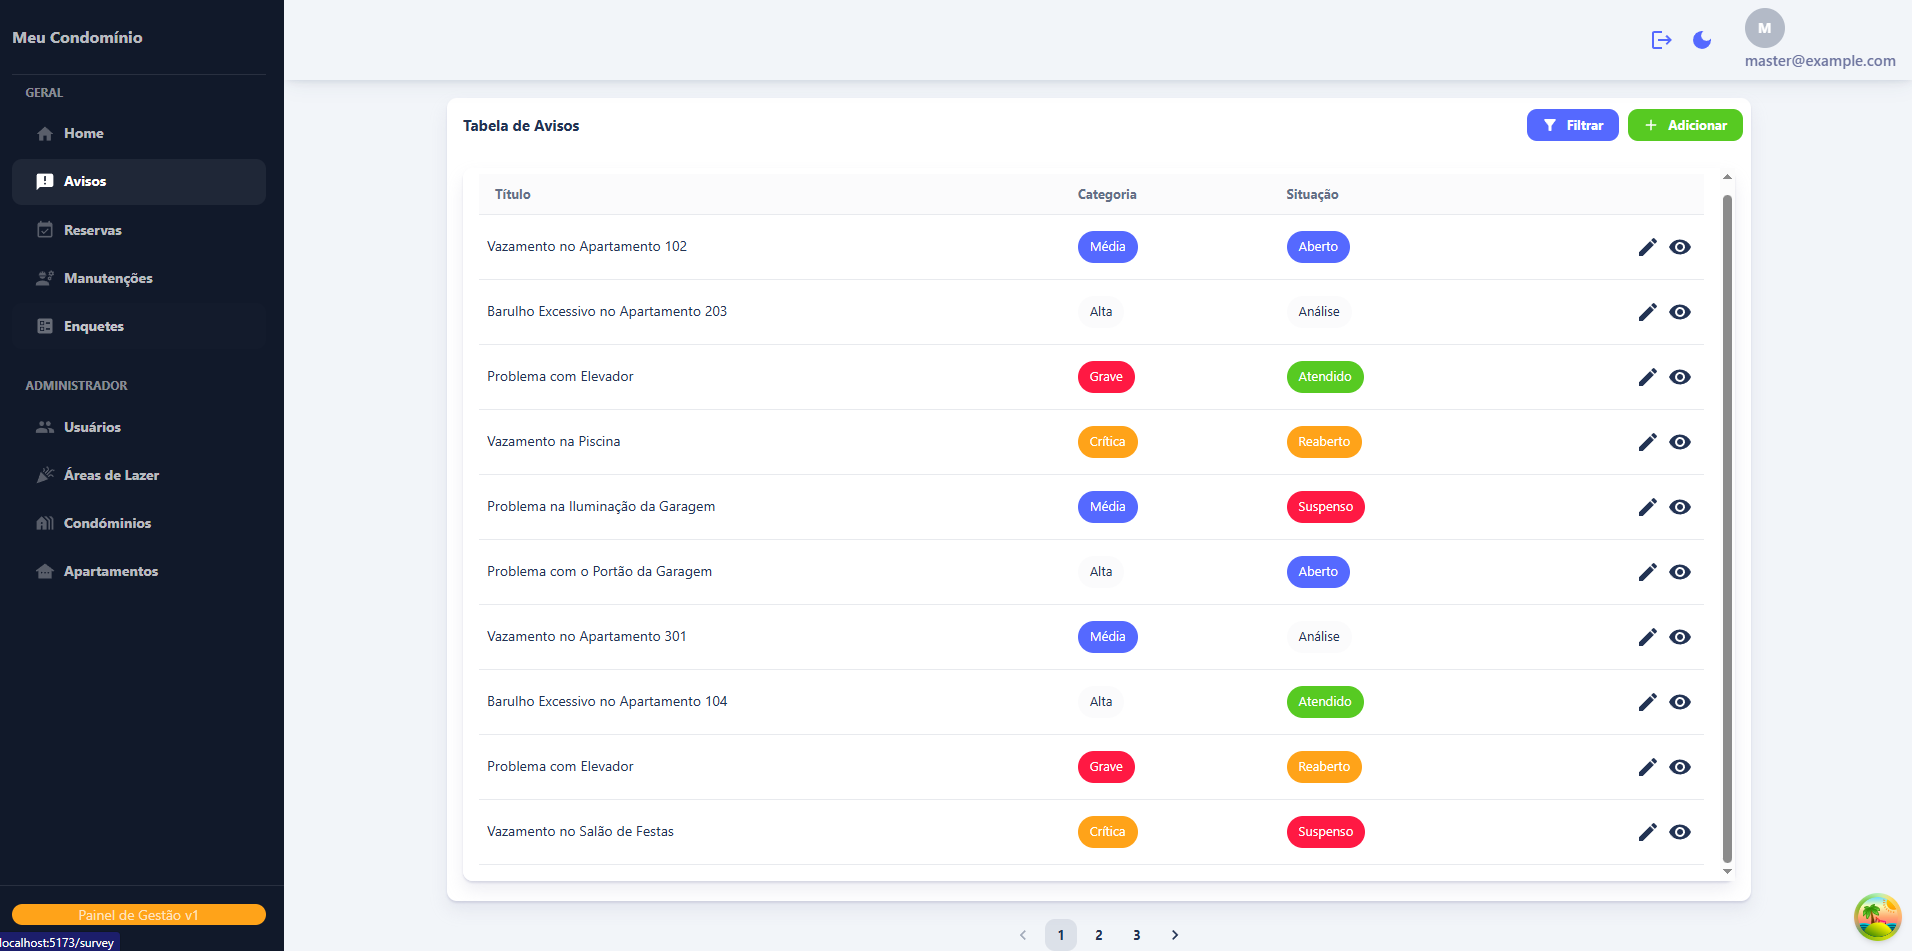 Meu Condomínio
GERAL
Home
Avisos
Reservas
Manutenções
Enquetes
ADMINISTRADOR
Usuários
Áreas de Lazer
Condóminios
Apartamentos
Painel de Gestão v1
localhost:5173/survey
M
master@example.com
Tabela de Avisos
Filtrar
Adicionar
Título Categoria Situação
Vazamento no Apartamento 102 Média Aberto
Barulho Excessivo no Apartamento 203 Alta Análise
Problema com Elevador Grave Atendido
Vazamento na Piscina Crítica Reaberto
Problema na Iluminação da Garagem Média Suspenso
Problema com o Portão da Garagem Alta Aberto
Vazamento no Apartamento 301 Média Análise
Barulho Excessivo no Apartamento 104 Alta Atendido
Problema com Elevador Grave Reaberto
Vazamento no Salão de Festas Crítica Suspenso
1 2 3